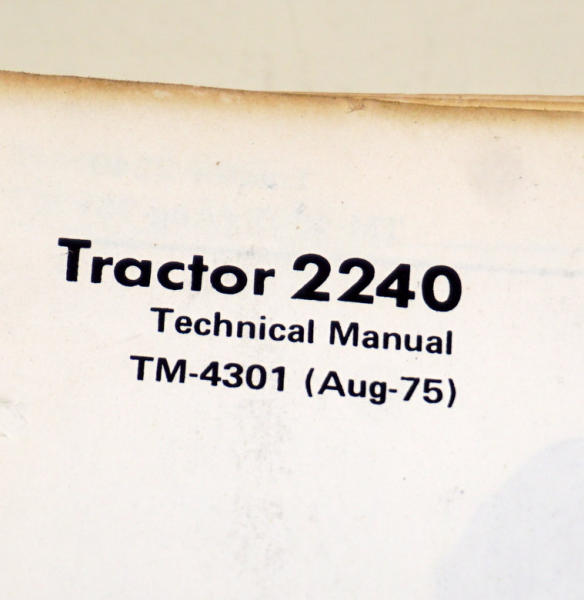 Tractor 2240
Technical Manual
TM-4301 (Aug-75)